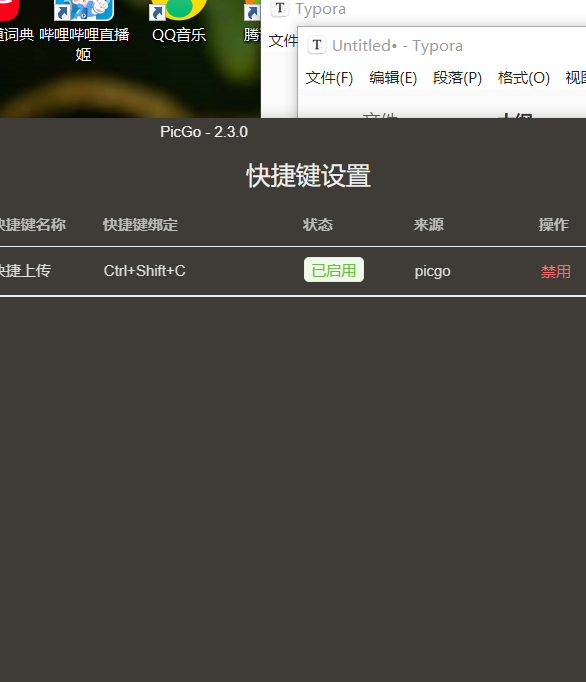 词典
哔哩哔哩直播姬
QQ音乐
Typora
文件
Untitled• - Typora
文件(F) 编辑(E) 段落(P) 格式(O) 视图
PicGo - 2.3.0
快捷键设置
快捷键名称 快捷键绑定 状态 来源 操作
快捷上传 Ctrl+Shift+C 已启用 picgo 禁用